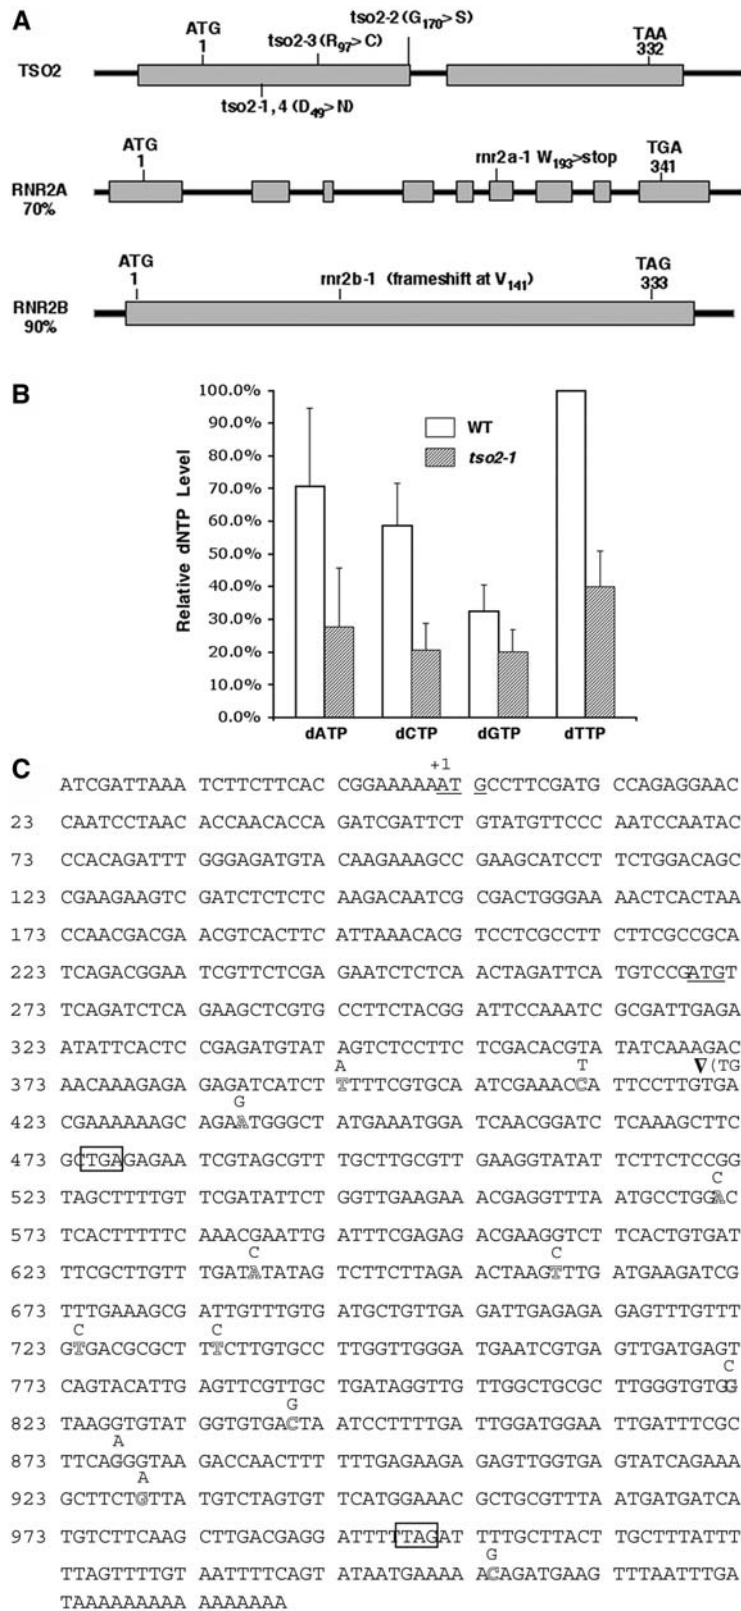 A
tso2-2 (G170>S)
ATG
1
tso2-3 (R97>C)
TAA
332
TSO2
tso2-1, 4 (D49>N)
ATG
1
rnr2a-1 W193>stop
TGA
341
RNR2A
70%
ATG
1
rnr2b-1 (frameshift at V141)
TAG
333
RNR2B
90%
B
100.0%
90.0%
80.0%
70.0%
60.0%
50.0%
40.0%
30.0%
20.0%
10.0%
0.0%
Relative dNTP Level
WT
tso2-1
dATP dCTP dGTP dTTP
C
+1
ATCGATTAAA TCTTCTTCACC CGGAAAAAAT GCCTTCGATG CCAGAGGAAC
23 CAATCCTAAC ACCAACACCA GATCGATTCT GTATGTTCCC AATCCAATAC
73 CCACAGATTT GGGAGATGTA CAAGAAAGCC GAAGCATCCT TCTGGACAGC
123 CGAAGAAGTC GATCTCTCTC AAGACAATCG CGACTGGGAA AACTCACTAA
173 CCAACGACGAA ACGTCACTTC ATTAAACACG TCCTCGCCTT CTTCGCCGCA
223 TCAGACGGAA TCGTTCTCGA GAATCTCTCAA ACTAGATTCA TGTCCGATGT
273 TCAGATCTCA GAAGCTCGTG CCTTCTACGG ATTCCAAATC GCGATTGAGA
323 ATATTCACTC CGAGATGTAT AGTCTCCTTC TCGACACGTA TATCAAAGAC
A T (TG
373 AACAAAGAGA GAGATCATCT TTTTCGTGCA ATCGAAACCA TTCCTTGTGA
G
423 CGAAAAAAGC AGAATGGGCT ATGAAATGGA TCAACGGATC TCAAAGCTTC
473 GCTGAGAGAA TCGTAGCGTT TGCTTGCGTT GAAGGTATAT TCTTCTCCGG
C
523 TAGCTTTTGT TCGATATTCT GGTTGAAGAA ACGAGGTTTA ATGCCTGGAC
573 TCACTTTTTC AAACGAATTG ATTTCGAGAG ACGAAGGTCTT TCACTGTGAT
C C
623 TTCGCTTGTT TGATATATAG TCTTCTTAGA ACTAAGTTTG ATGAAGATCG
673 TTTGAAAGCG ATTGTTTGTG ATGCTGTTGA GATTGAGAGA GAGTTTGTTT
C C
723 GTGACGCGCT TTCTTGTGCC TTGGTTGGGA TGAATCGTGA GTTGATGAGT
C
773 CAGTACATTG AGTTCGTTGC TGATAGGTTG TTGGCTGCGC TTGGGTGTGG
G
823 TAAGGTGTAT GGTGTGACTAA ATCCTTTTGA TTGGATGGAA TTGATTTCGC
A
873 TTCAGGGTAA GACCAACTTT TTTGAGAAGA GAGTTGGTGA GTATCAGAAA
A
923 GCTTCTGTTA TGTCTAGTGT TCATGGAAAC GCTGCGTTTA ATGATGATCA
973 TGTCTTCAAG CTTGACGAGG ATTTTTAGAT TTTGCTTACT TGCTTTATTT
G
TTAGTTTTGT AATTTTCAGT ATAATGAAAA ACAGATGAAGT TTAATTTGA
TAAAAAAAAA AAAAAAA